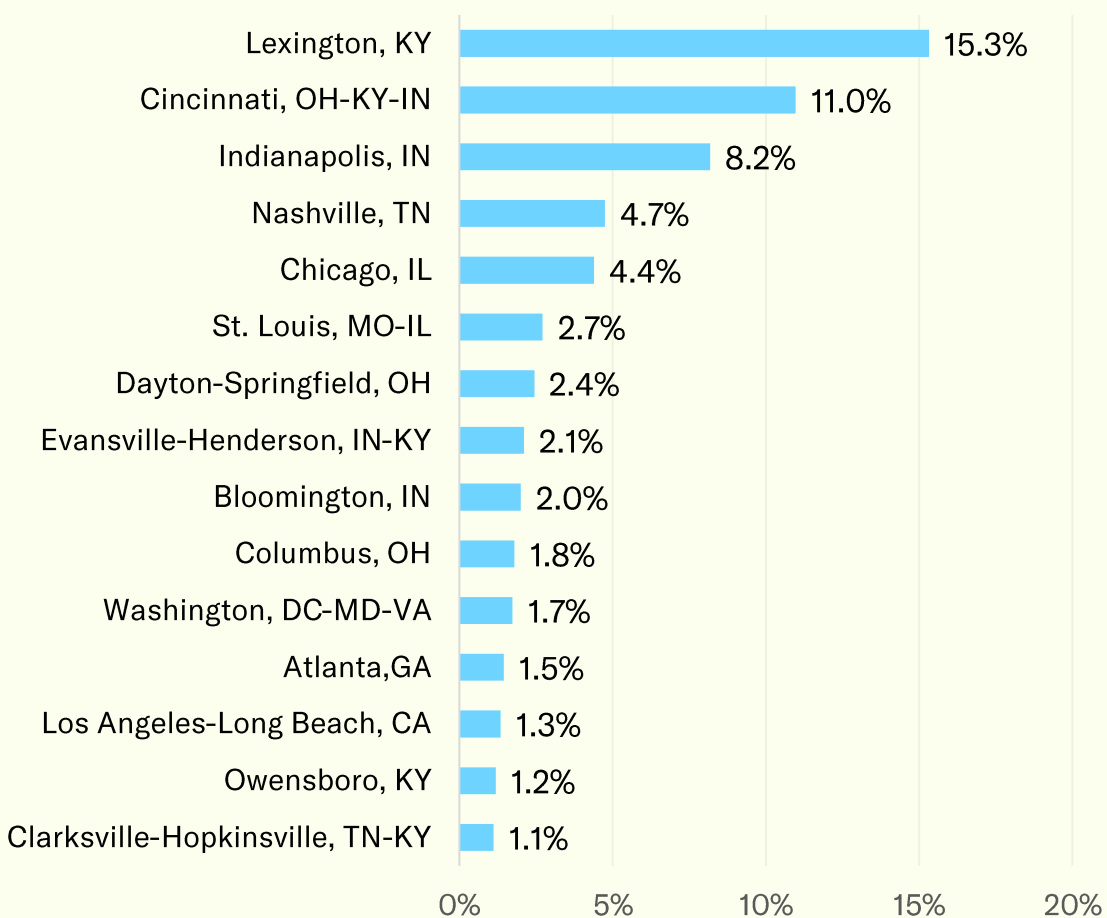 Lexington, KY 15.3%
Cincinnati, OH-KY-IN 11.0%
Indianapolis, IN 8.2%
Nashville, TN 4.7%
Chicago, IL 4.4%
St. Louis, MO-IL 2.7%
Dayton-Springfield, OH 2.4%
Evansville-Henderson, IN-KY 2.1%
Bloomington, IN 2.0%
Columbus, OH 1.8%
Washington, DC-MD-VA 1.7%
Atlanta,GA 1.5%
Los Angeles-Long Beach, CA 1.3%
Owensboro, KY 1.2%
Clarksville-Hopkinsville, TN-KY 1.1%
0% 5% 10% 15% 20%